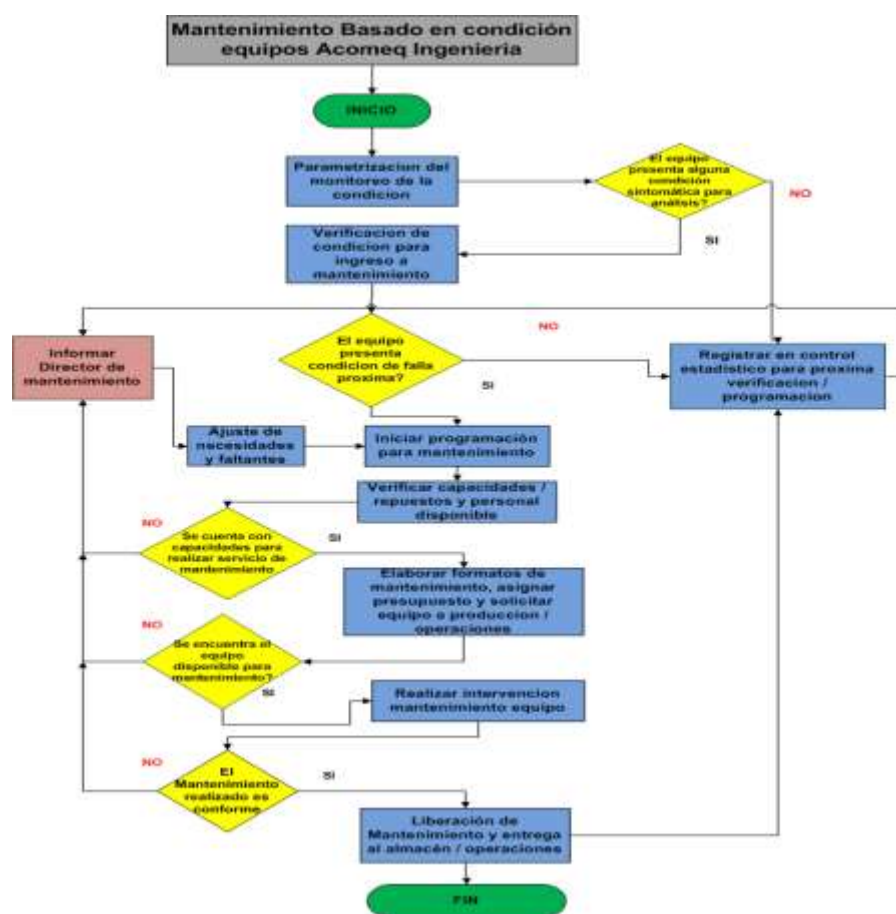 Mantenimiento Basado en condición
equipos Acomeq Ingenieria
INICIO
Parametrizacion del
monitoreo de la
condicion
El equipo
presenta alguna
condición
sintomática para
análisis?
NO
SI
Verificacion de
condicion para
ingreso a
mantenimiento
Informar
Director de
mantenimiento
El equipo
presenta
condicion de falla
proxima?
NO
Si
Registrar en control
estadistico para proxima
verificacion /
programacion
Ajuste de
necesidades
y faltantes
Iniciar programación
para mantenimiento
Verificar capacidades /
repuestos y personal
disponible
NO
Se cuenta con
capacidades para
realizar servicio de
mantenimiento
Si
Elaborar formatos de
mantenimiento, asignar
presupuesto y solicitar
equipo a produccion /
operaciones
NO
Se encuentra el
equipo
disponible para
mantenimiento?
Si
Realizar intervencion
mantenimiento equipo
NO
El
Mantenimiento
realizado es
conforme
Si
Liberación de
Mantenimiento y entrega
al almacén / operaciones
FIN